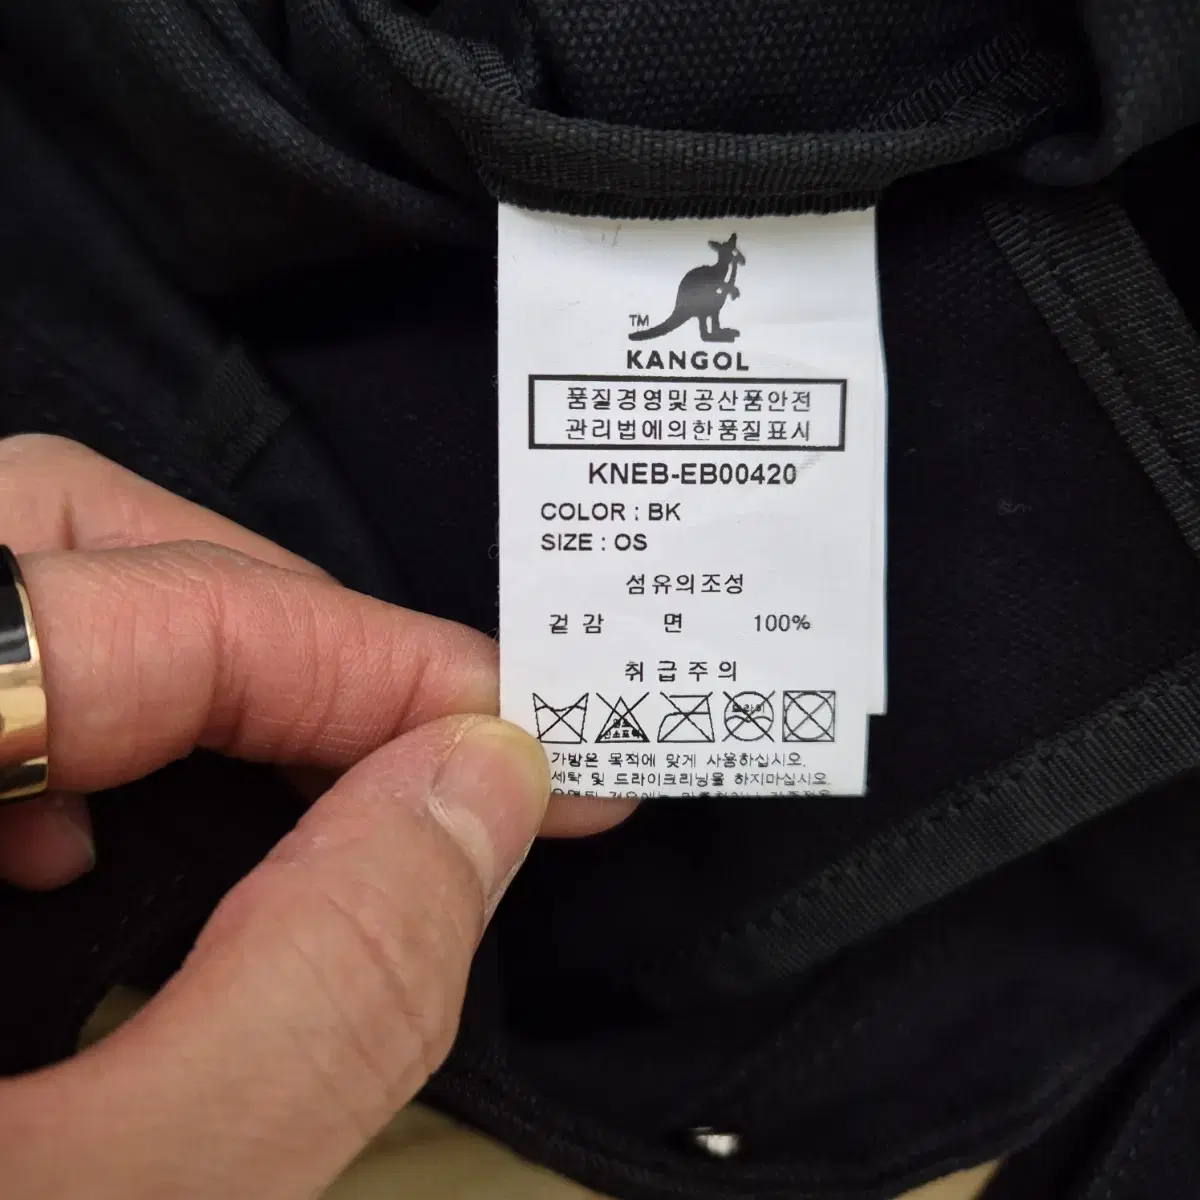 TM
KANGOL
품질경영및공산품안전
관리법에의한품질표시
KNEB-EB00420
COLOR : BK
SIZE : OS
섬유의조성
겉감 면 100%
취급주의
드라이
가방은 목적에 맞게 사용하십시오.
세탁 및 드라이크리닝을 하지마십시오.